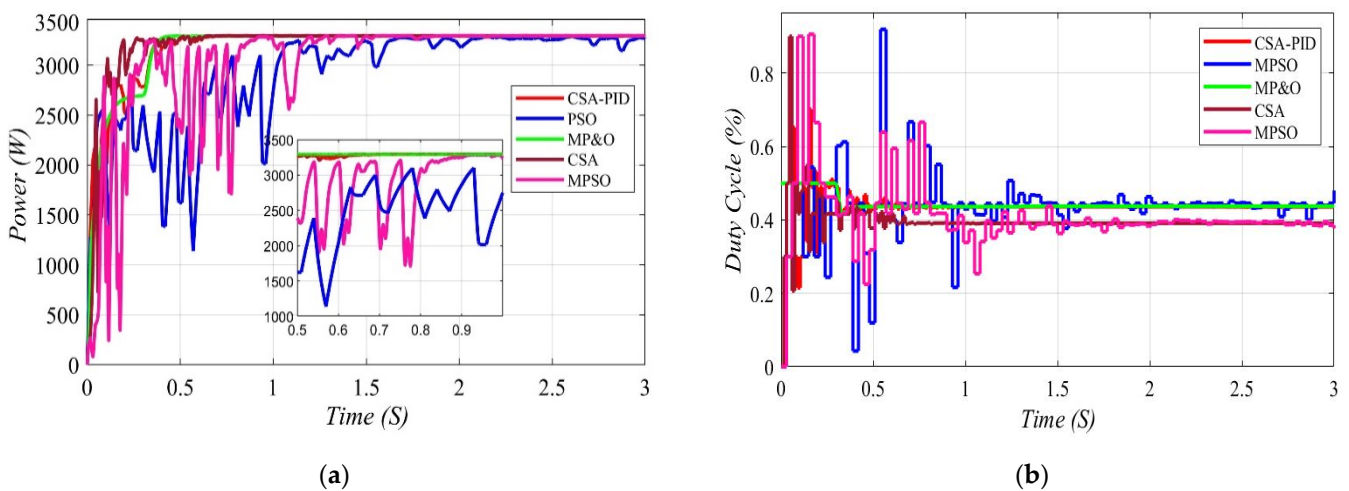 3500
3000
2500
2000
1500
1000
500
0
Power (W)
CSA-PID
PSO
MP&O
CSA
MPSO
3500
3000
2500
2000
1500
1000
0.5 0.6 0.7 0.8 0.9
0 0.5 1 1.5 2 2.5 3
Time (S)
(a)
0.8
0.6
0.4
0.2
0
Duty Cycle (%)
CSA-PID
MPSO
MP&O
CSA
MPSO
0 0.5 1 1.5 2 2.5 3
Time (S)
(b)